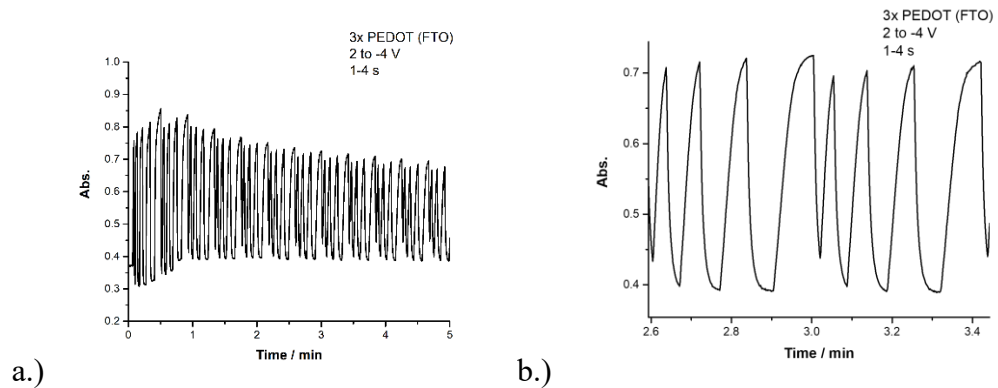 3x PEDOT (FTO)
2 to -4 V
1-4 s
1.0
0.9
0.8
0.7
0.6
0.5
0.4
0.3
0.2
Abs.
0
1
2
3
4
5
Time / min
a.)
3x PEDOT (FTO)
2 to -4 V
1-4 s
0.7
0.6
0.5
0.4
Abs.
2.6
2.8
3.0
3.2
3.4
Time / min
b.)